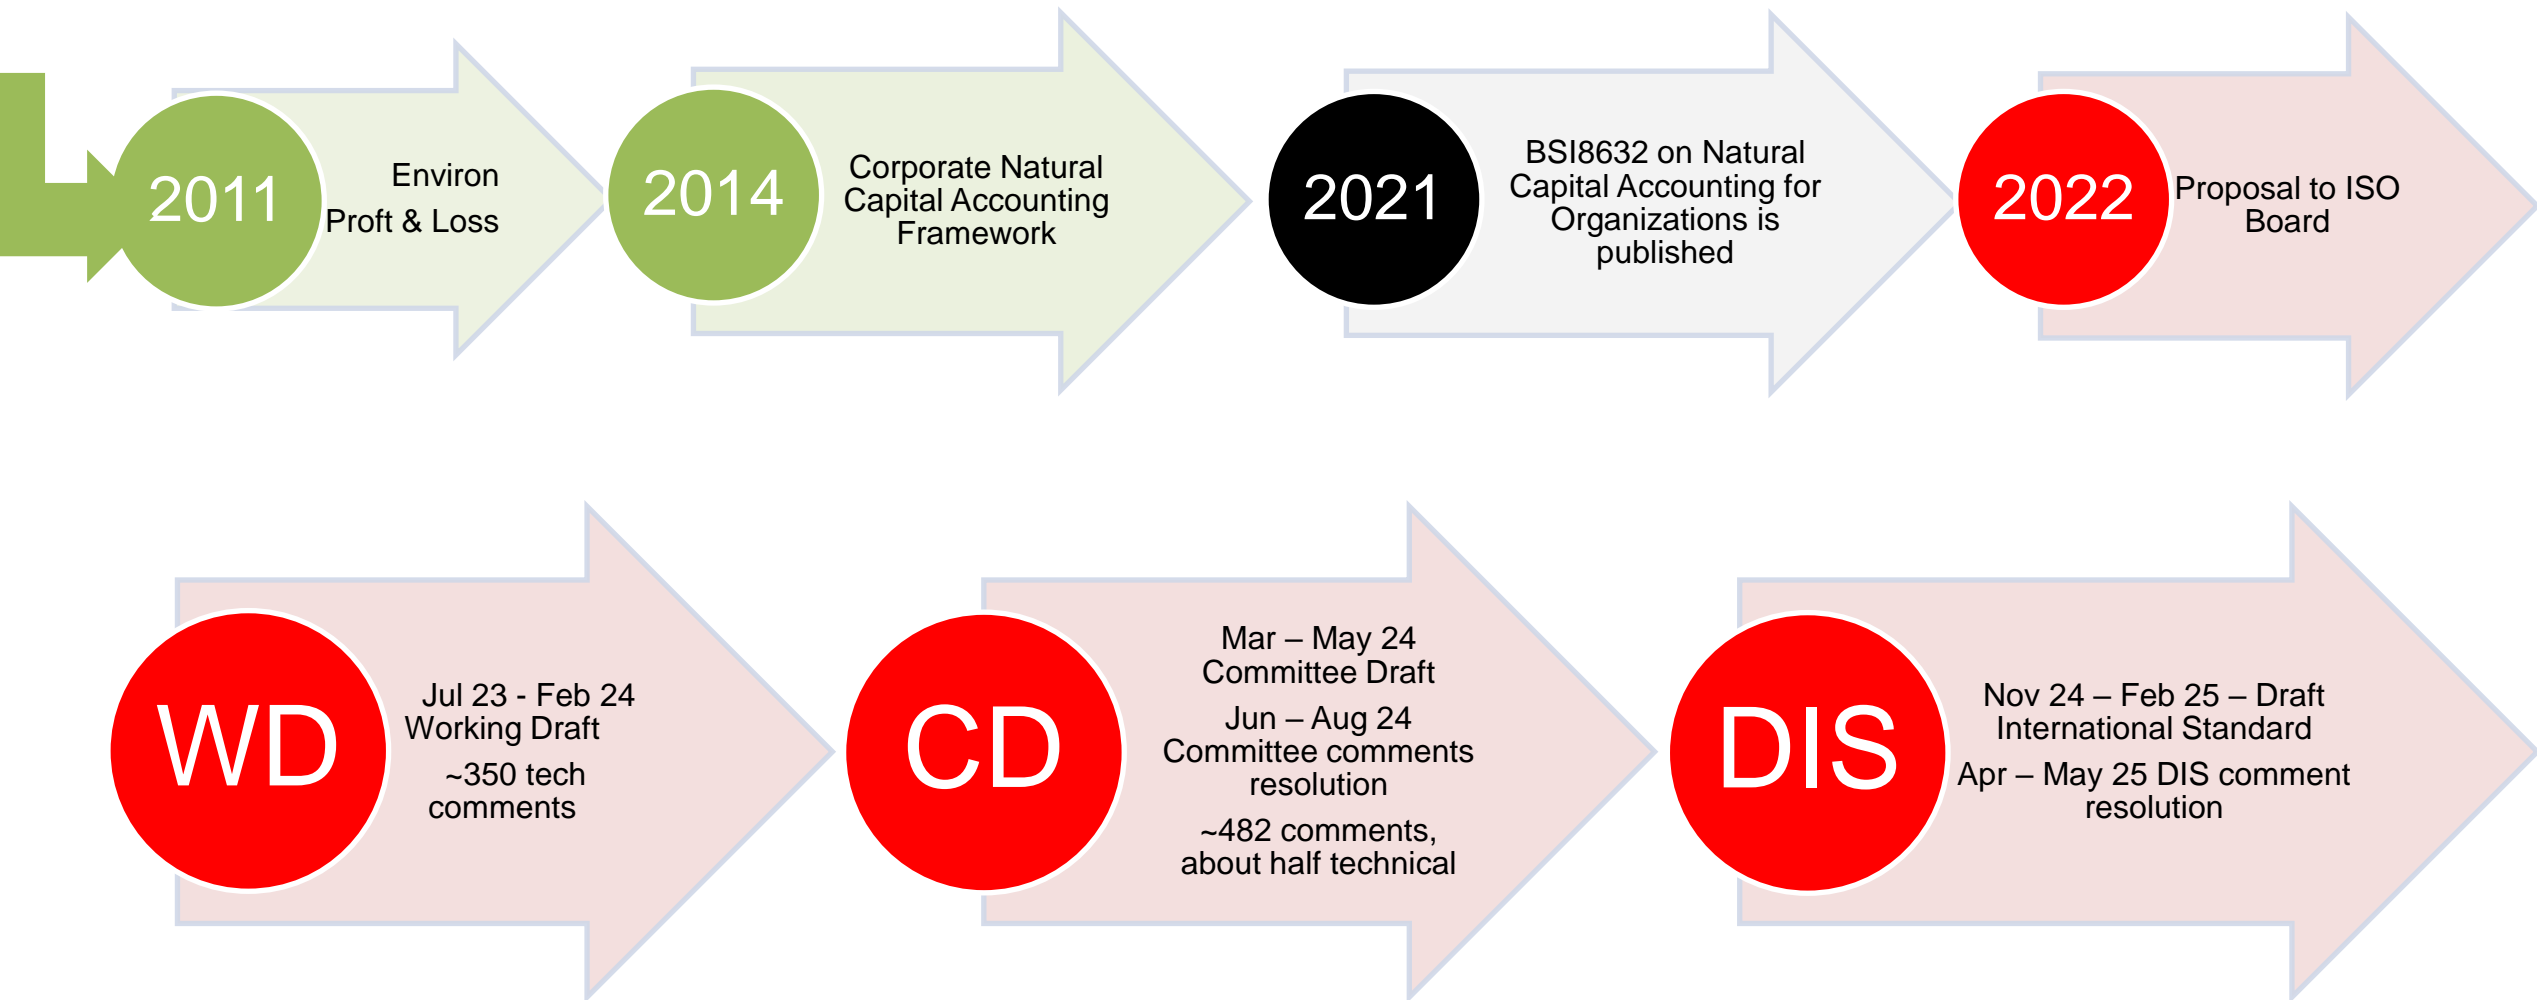 2011
Environ
Proft & Loss
2014
Corporate Natural
Capital Accounting
Framework
2021
BSI8632 on Natural
Capital Accounting for
Organizations is
published
2022
Proposal to ISO
Board
WD
Jul 23 - Feb 24
Working Draft
~350 tech
comments
CD
Mar – May 24
Committee Draft
Jun – Aug 24
Committee comments
resolution
~482 comments,
about half technical
DIS
Nov 24 – Feb 25 – Draft
International Standard
Apr – May 25 DIS comment
resolution